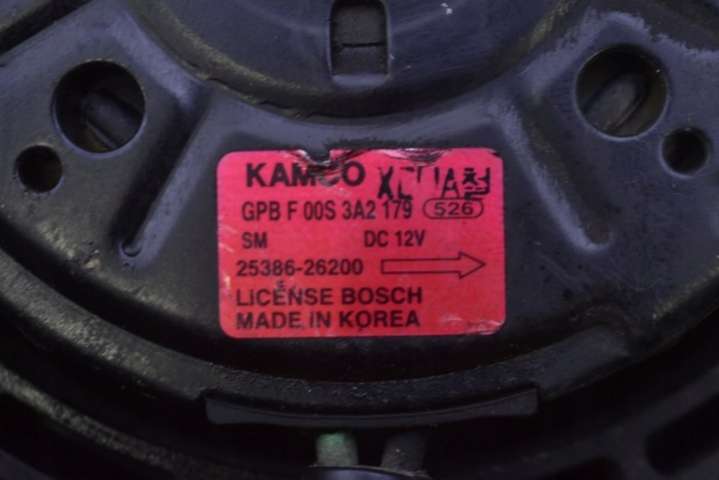 KAMCO
GPB F 00S 3A2 179 526
SM DC 12V
25386-26200
LICENSE BOSCH
MADE IN KOREA